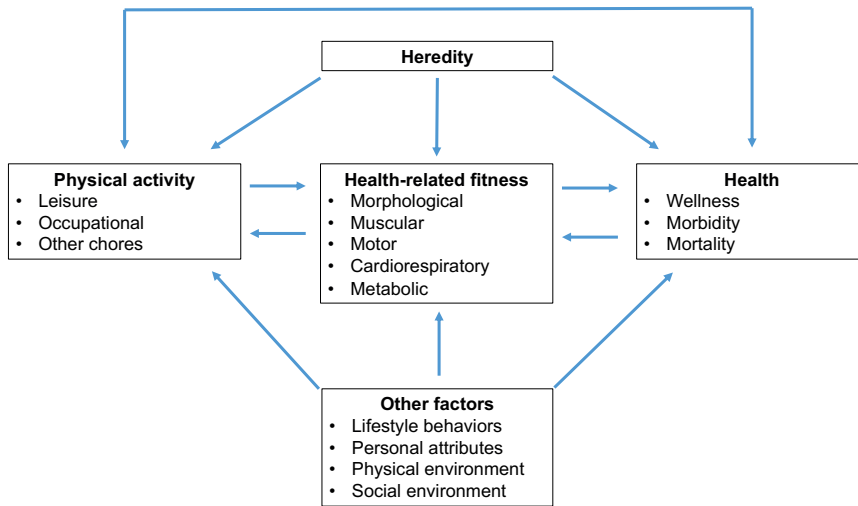 Heredity
Physical activity
• Leisure
• Occupational
• Other chores
Health-related fitness
• Morphological
• Muscular
• Motor
• Cardiorespiratory
• Metabolic
Health
• Wellness
• Morbidity
• Mortality
Other factors
• Lifestyle behaviors
• Personal attributes
• Physical environment
• Social environment